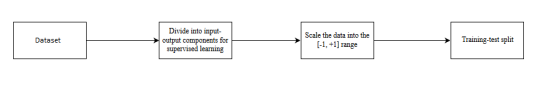 Dataset
Divide into input-
output components for
supervised learning
Scale the data into the
[-1, +1] range
Training-test split